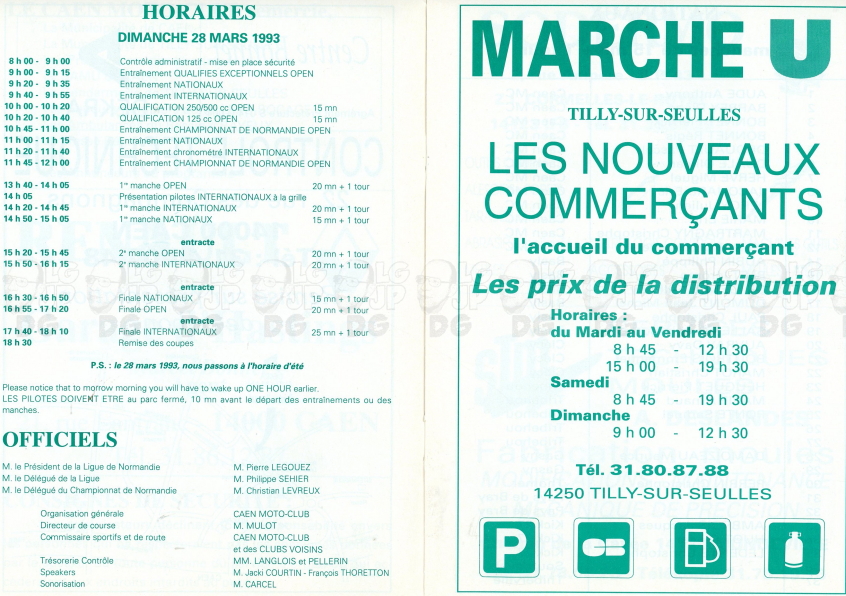 HORAIRES
DIMANCHE 28 MARS 1993
8 h 00 - 9 h 00 Contrôle administratif - mise en place sécurité
9 h 00 - 9 h 15 Entraînement QUALIFIES EXCEPTIONNELS OPEN
9 h 20 - 9 h 35 Entraînement NATIONAUX
9 h 40 - 9 h 55 Entraînement INTERNATIONAUX
10 h 00 - 10 h 20 QUALIFICATION 250/500 cc OPEN 15 mn
10 h 20 - 10 h 40 QUALIFICATION 125 cc OPEN 15 mn
10 h 45 - 11 h 00 Entraînement CHAMPIONNAT DE NORMANDIE OPEN
11 h 00 - 11 h 15 Entraînement NATIONAUX
11 h 20 - 11 h 40 Entraînement chronométré INTERNATIONAUX
11 h 45 - 12 h 00 Entraînement CHAMPIONNAT DE NORMANDIE OPEN
13 h 40 - 14 h 05 1re manche OPEN 20 mn + 1 tour
14 h 05 Présentation pilotes INTERNATIONAUX à la grille
14 h 20 - 14 h 45 1re manche INTERNATIONAUX 20 mn + 1 tour
14 h 50 - 15 h 05 1re manche NATIONAUX 15 mn + 1 tour
entracte
15 h 20 - 15 h 45 2e manche OPEN 20 mn + 1 tour
15 h 50 - 16 h 15 2e manche INTERNATIONAUX 20 mn + 1 tour
entracte
16 h 30 - 16 h 50 Finale NATIONAUX 15 mn + 1 tour
16 h 55 - 17 h 20 Finale OPEN 20 mn + 1 tour
entracte
17 h 40 - 18 h 10 Finale INTERNATIONAUX 25 mn + 1 tour
18 h 30 Remise des coupes
P.S. : le 28 mars 1993, nous passons à l'horaire d'été
Please notice that to morrow morning you will have to wake up ONE HOUR earlier.
LES PILOTES DOIVENT ETRE au parc fermé, 10 mn avant le départ des entraînements ou des
manches.
OFFICIELS
M. le Président de la Ligue de Normandie M. Pierre LEGOUEZ
M. le Délégué de la Ligue M. Philippe SEHIER
M. le Délégué du Championnat de Normandie M. Christian LEVREUX
Organisation générale CAEN MOTO-CLUB
Directeur de course M. MULOT
Commissaire sportifs et de route CAEN MOTO-CLUB
et des CLUBS VOISINS
Trésorerie Contrôle MM. LANGLOIS et PELLERIN
Speakers M. Jacki COURTIN - François THORETTON
Sonorisation M. CARCEL
MARCHE U
TILLY-SUR-SEULLES
LES NOUVEAUX
COMMERÇANTS
l'accueil du commerçant
Les prix de la distribution
Horaires :
du Mardi au Vendredi
8 h 45 - 12 h 30
15 h 00 - 19 h 30
Samedi
8 h 45 - 19 h 30
Dimanche
9 h 00 - 12 h 30
Tél. 31.80.87.88
14250 TILLY-SUR-SEULLES
P
CB